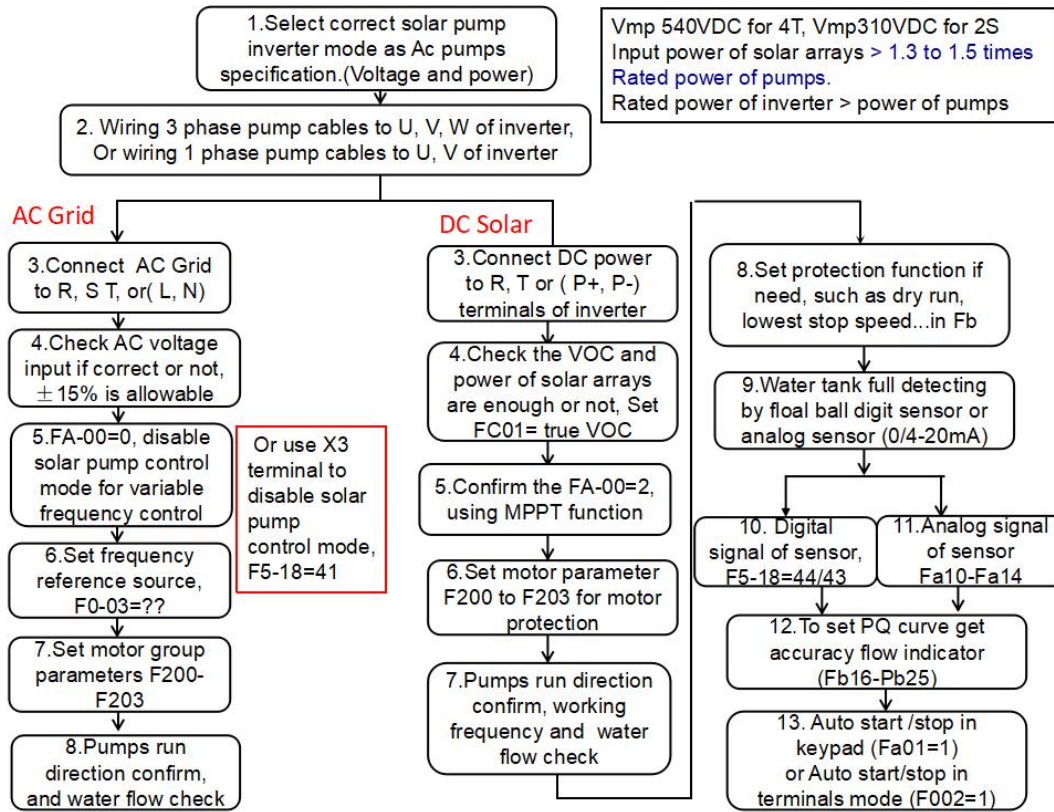 1.Select correct solar pump
inverter mode as Ac pumps
specification.(Voltage and power)
Vmp 540VDC for 4T, Vmp310VDC for 2S
Input power of solar arrays > 1.3 to 1.5 times
Rated power of pumps.
Rated power of inverter > power of pumps
2. Wiring 3 phase pump cables to U, V, W of inverter,
Or wiring 1 phase pump cables to U, V of inverter
AC Grid
3.Connect AC Grid
to R, S T, or( L, N)
4.Check AC voltage
input if correct or not,
±15% is allowable
5.FA-00=0, disable
solar pump control
mode for variable
frequency control
Or use X3
terminal to
disable solar
pump
control mode,
F5-18=41
6.Set frequency
reference source,
F0-03=??
7.Set motor group
parameters F200-
F203
8.Pumps run
direction confirm,
and water flow check
DC Solar
3.Connect DC power
to R, T or ( P+, P-)
terminals of inverter
4.Check the VOC and
power of solar arrays
are enough or not, Set
FC01= true VOC
5.Confirm the FA-00=2,
using MPPT function
6.Set motor parameter
F200 to F203 for motor
protection
7.Pumps run direction
confirm, working
frequency and water
flow check
8.Set protection function if
need, such as dry run,
lowest stop speed...in Fb
9.Water tank full detecting
by floal ball digit sensor or
analog sensor (0/4-20mA)
10. Digital
signal of sensor,
F5-18=44/43
11.Analog signal
of sensor
Fa10-Fa14
12.To set PQ curve get
accuracy flow indicator
(Fb16-Pb25)
13. Auto start /stop in
keypad (Fa01=1)
or Auto start/stop in
terminals mode (F002=1)